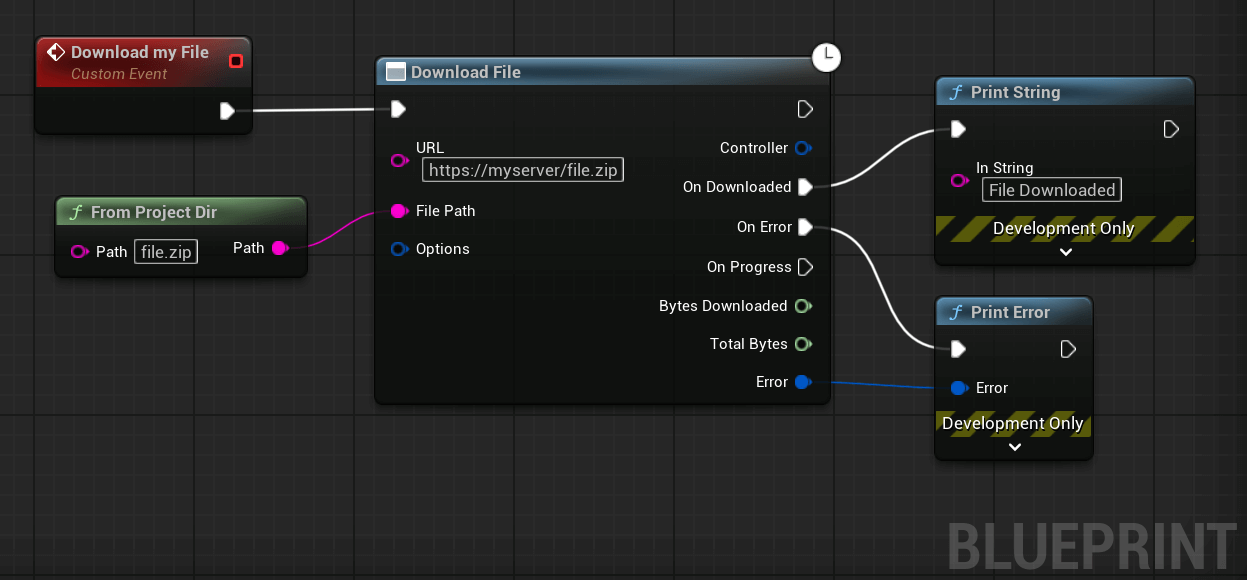 Download my File
Custom Event
From Project Dir
Path file.zip Path
Download File
URL
https://myserver/file.zip
File Path
Options
Controller
On Downloaded
On Error
On Progress
Bytes Downloaded
Total Bytes
Error
f Print String
In String
File Downloaded
Development Only
f Print Error
Error
Development Only
BLUEPRINT